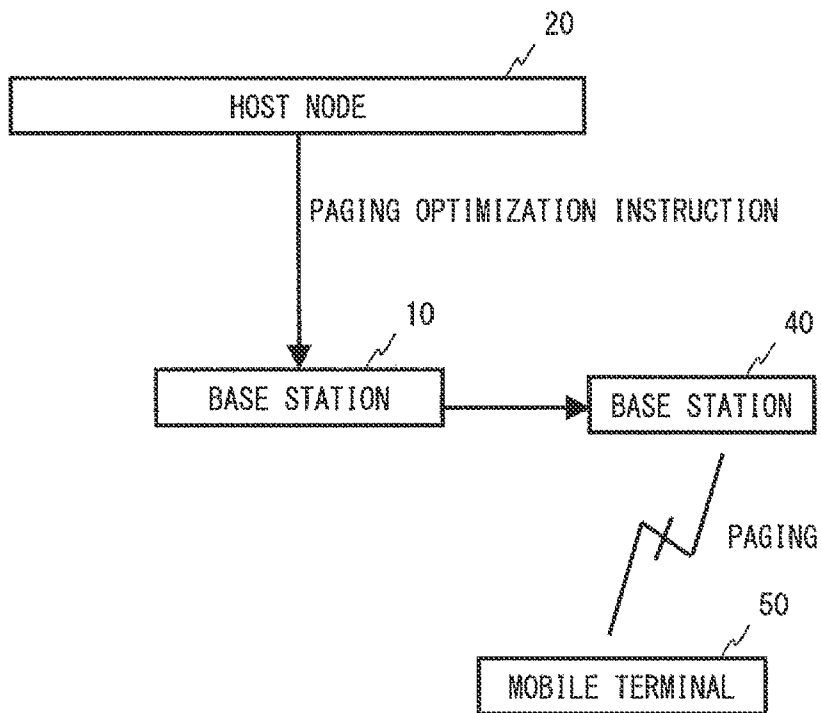 20
HOST NODE
PAGING OPTIMIZATION INSTRUCTION
10
BASE STATION
40
BASE STATION
PAGING
50
MOBILE TERMINAL